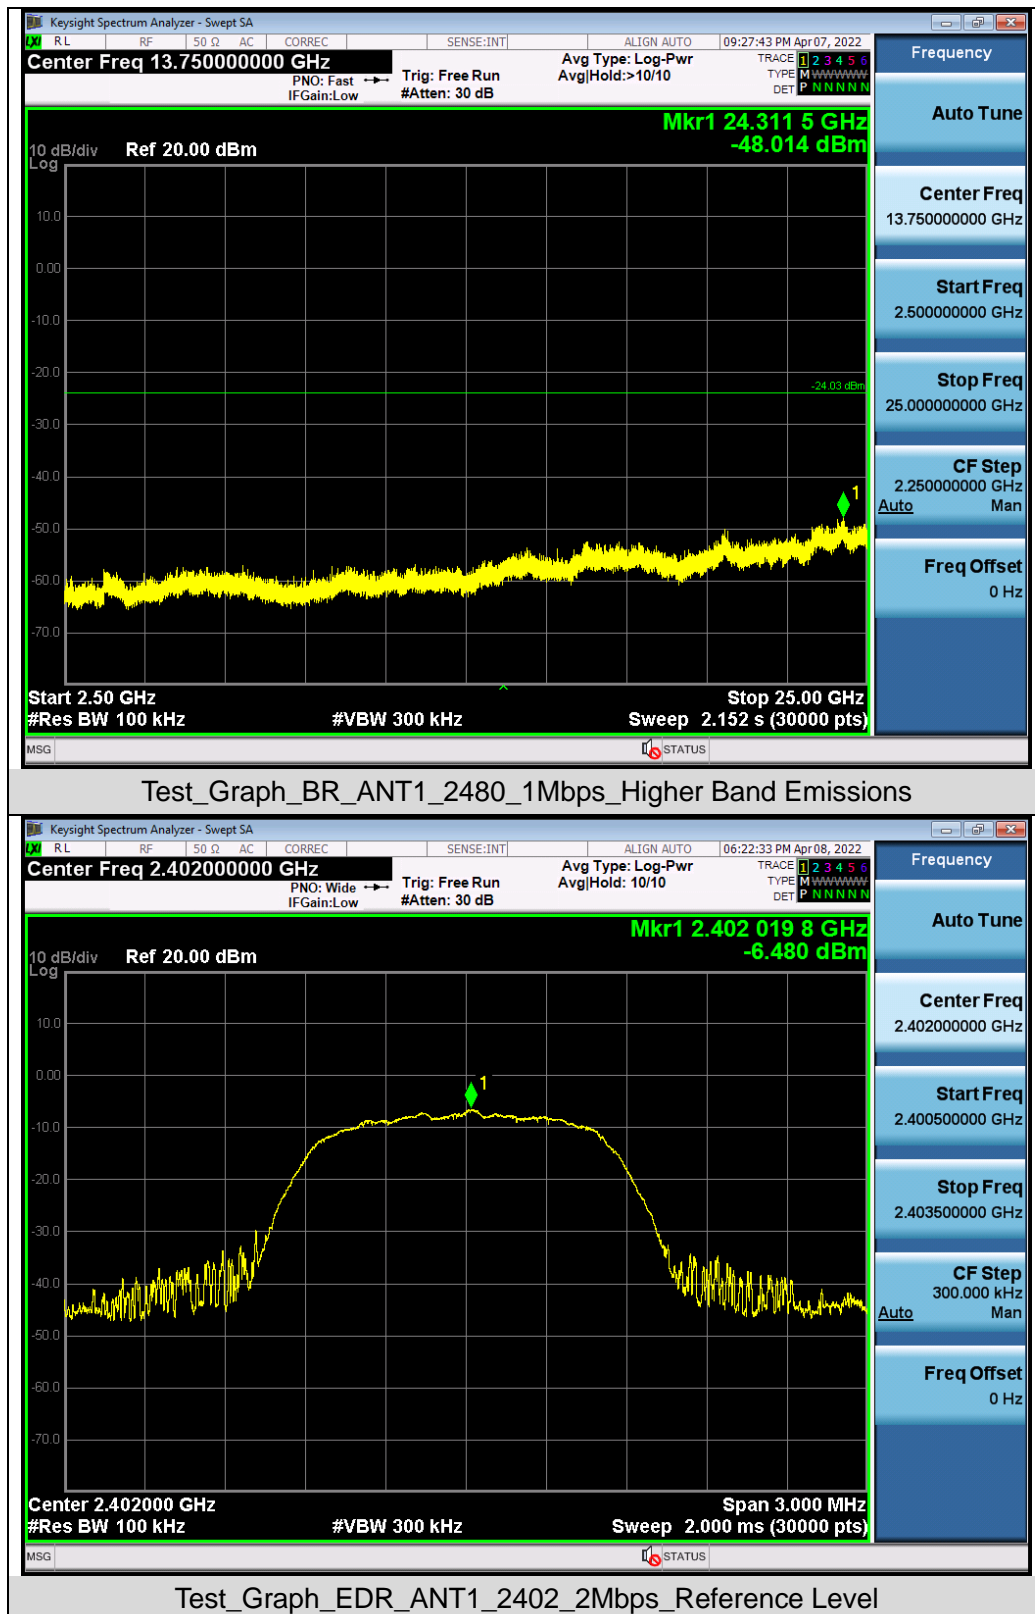 Keysight Spectrum Analyzer - Swept SA
LXI RL RF 50 Ω AC CORREC SENSE:INT ALIGN AUTO 09:27:43 PM Apr 07, 2022
Center Freq 13.750000000 GHz
PNO: Fast Trig: Free Run Avg Type: Log-Pwr TRACE 1 2 3 4 5 6
IFGain:Low #Atten: 30 dB Avg|Hold:>10/10 TYPE M WWWWW
DET P N N N N N
Mkr1 24.311 5 GHz
-48.014 dBm
10 dB/div Ref 20.00 dBm
Log
10.0
0.00
-10.0
-20.0
-24.03 dBm
-30.0
-40.0
1
-50.0
-60.0
-70.0
Start 2.50 GHz Stop 25.00 GHz
#Res BW 100 kHz #VBW 300 kHz Sweep 2.152 s (30000 pts)
MSG STATUS
Frequency
Auto Tune
Center Freq
13.750000000 GHz
Start Freq
2.500000000 GHz
Stop Freq
25.000000000 GHz
CF Step
2.250000000 GHz
Auto Man
Freq Offset
0 Hz
Test_Graph_BR_ANT1_2480_1Mbps_Higher Band Emissions
Keysight Spectrum Analyzer - Swept SA
LXI RL RF 50 Ω AC CORREC SENSE:INT ALIGN AUTO 06:22:33 PM Apr 08, 2022
Center Freq 2.402000000 GHz
PNO: Wide Trig: Free Run Avg Type: Log-Pwr TRACE 1 2 3 4 5 6
IFGain:Low #Atten: 30 dB Avg|Hold: 10/10 TYPE M WWWWW
DET P N N N N N
Mkr1 2.402 019 8 GHz
-6.480 dBm
10 dB/div Ref 20.00 dBm
Log
10.0
0.00
1
-10.0
-20.0
-30.0
-40.0
-50.0
-60.0
-70.0
Center 2.402000 GHz Span 3.000 MHz
#Res BW 100 kHz #VBW 300 kHz Sweep 2.000 ms (30000 pts)
MSG STATUS
Frequency
Auto Tune
Center Freq
2.402000000 GHz
Start Freq
2.400500000 GHz
Stop Freq
2.403500000 GHz
CF Step
300.000 kHz
Auto Man
Freq Offset
0 Hz
Test_Graph_EDR_ANT1_2402_2Mbps_Reference Level